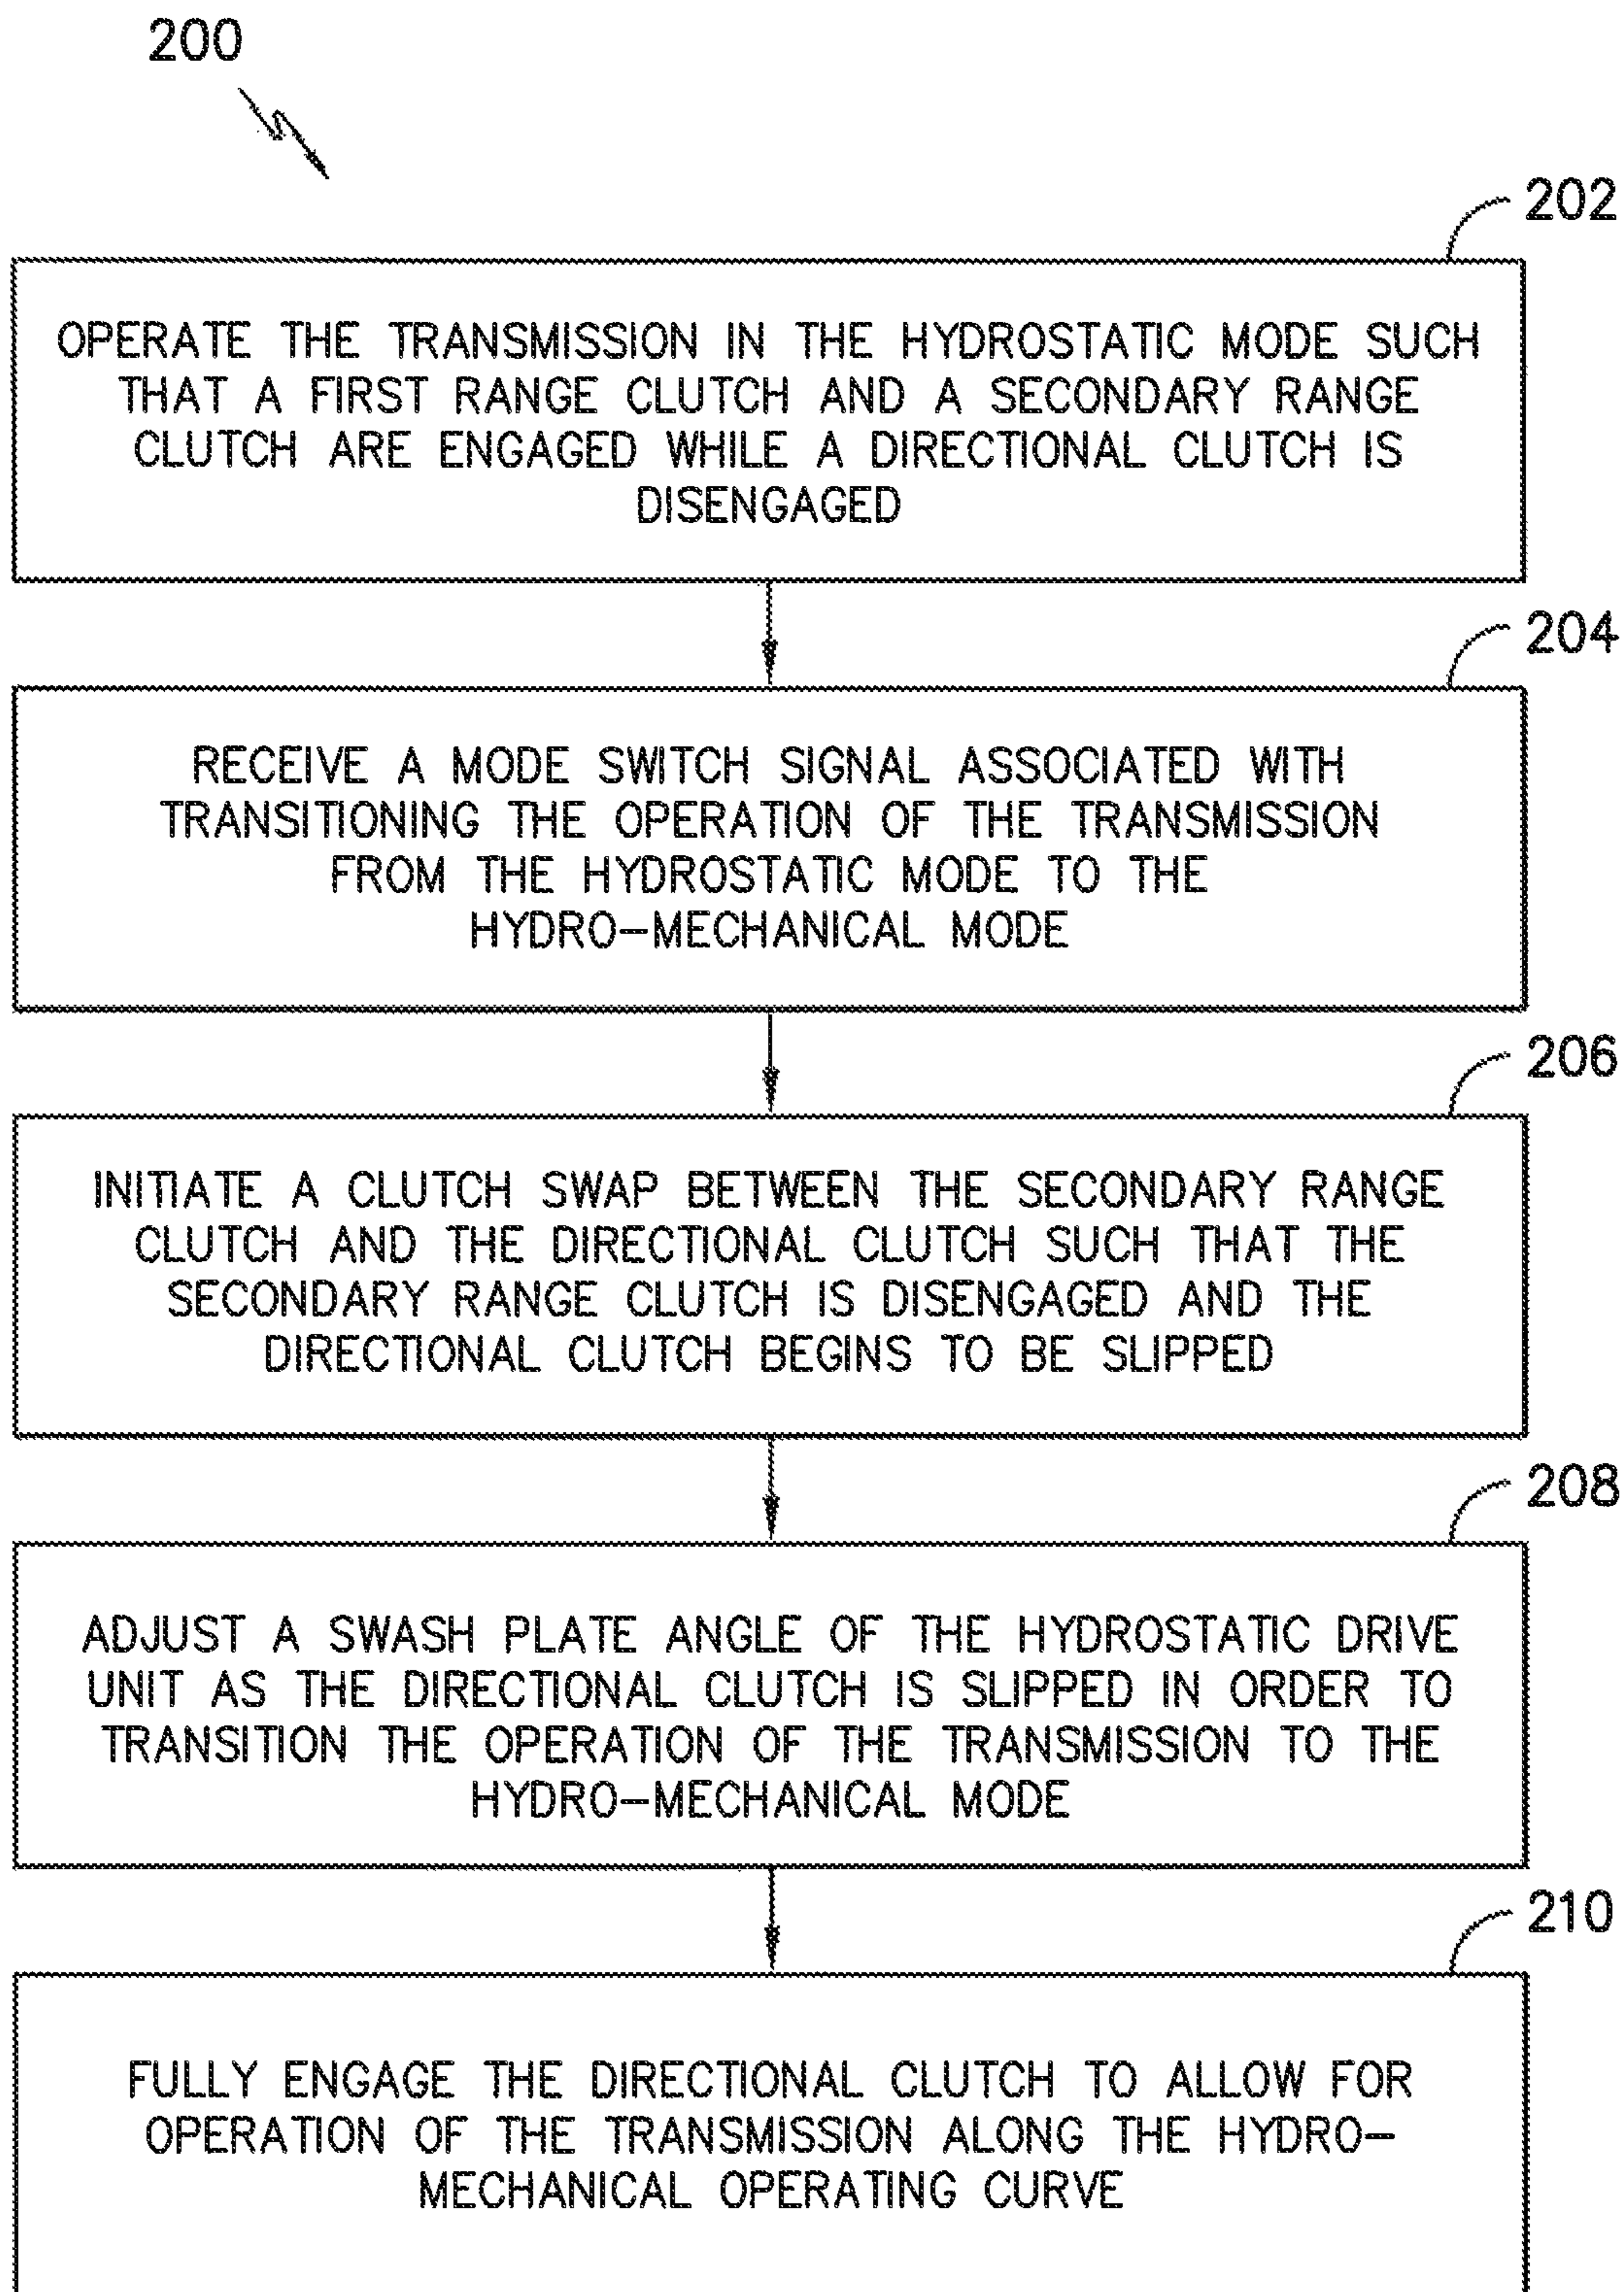 200
202
OPERATE THE TRANSMISSION IN THE HYDROSTATIC MODE SUCH
THAT A FIRST RANGE CLUTCH AND A SECONDARY RANGE
CLUTCH ARE ENGAGED WHILE A DIRECTIONAL CLUTCH IS
DISENGAGED
204
RECEIVE A MODE SWITCH SIGNAL ASSOCIATED WITH
TRANSITIONING THE OPERATION OF THE TRANSMISSION
FROM THE HYDROSTATIC MODE TO THE
HYDRO-MECHANICAL MODE
206
INITIATE A CLUTCH SWAP BETWEEN THE SECONDARY RANGE
CLUTCH AND THE DIRECTIONAL CLUTCH SUCH THAT THE
SECONDARY RANGE CLUTCH IS DISENGAGED AND THE
DIRECTIONAL CLUTCH BEGINS TO BE SLIPPED
208
ADJUST A SWASH PLATE ANGLE OF THE HYDROSTATIC DRIVE
UNIT AS THE DIRECTIONAL CLUTCH IS SLIPPED IN ORDER TO
TRANSITION THE OPERATION OF THE TRANSMISSION TO THE
HYDRO-MECHANICAL MODE
210
FULLY ENGAGE THE DIRECTIONAL CLUTCH TO ALLOW FOR
OPERATION OF THE TRANSMISSION ALONG THE HYDRO-
MECHANICAL OPERATING CURVE